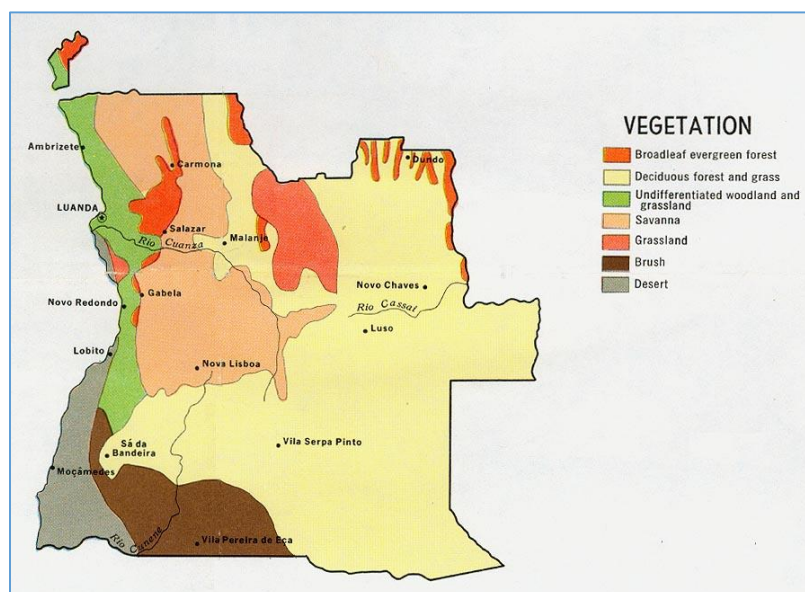 VEGETATION
Broadleaf evergreen forest
Deciduous forest and grass
Undifferentiated woodland and
grassland
Savanna
Grassland
Brush
Desert
Ambrizete
Carmona
Dundo
LUANDA
Salazar
Rio Cuanza
Malanje
Novo Chaves
Gabela
Novo Redondo
Rio Cassai
Luso
Lobito
Nova Lisboa
Sá da
Bandeira
Vila Serpa Pinto
Moçâmedes
Rio Cunene
Vila Pereira de Eça